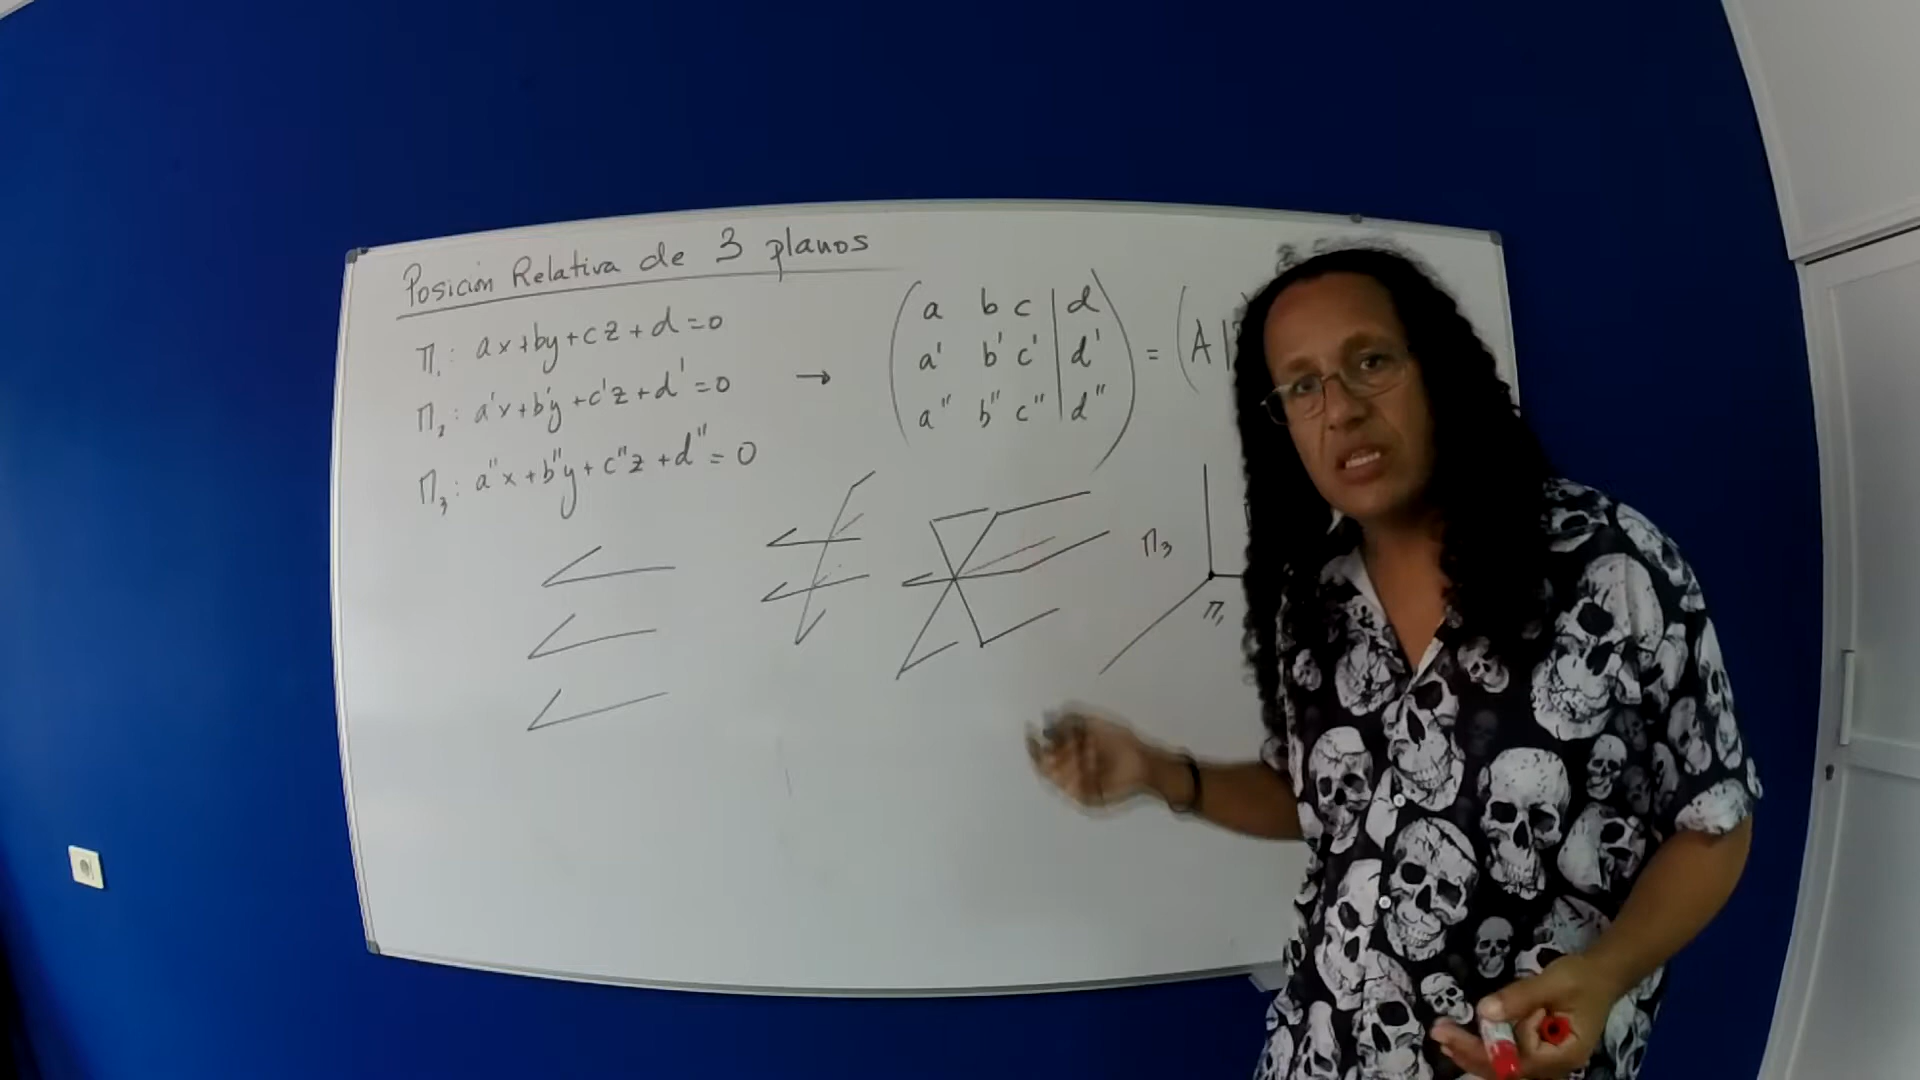 Posición Relativa de 3 planos
Π₁: ax+by+cz+d=0
Π₂: a'x+b'y+c'z+d'=0
Π₃: a"x+b"y+c"z+d"=0
→
a b c | d
a' b' c' | d'
a" b" c" | d"
= (A|
Π₃
Π₁